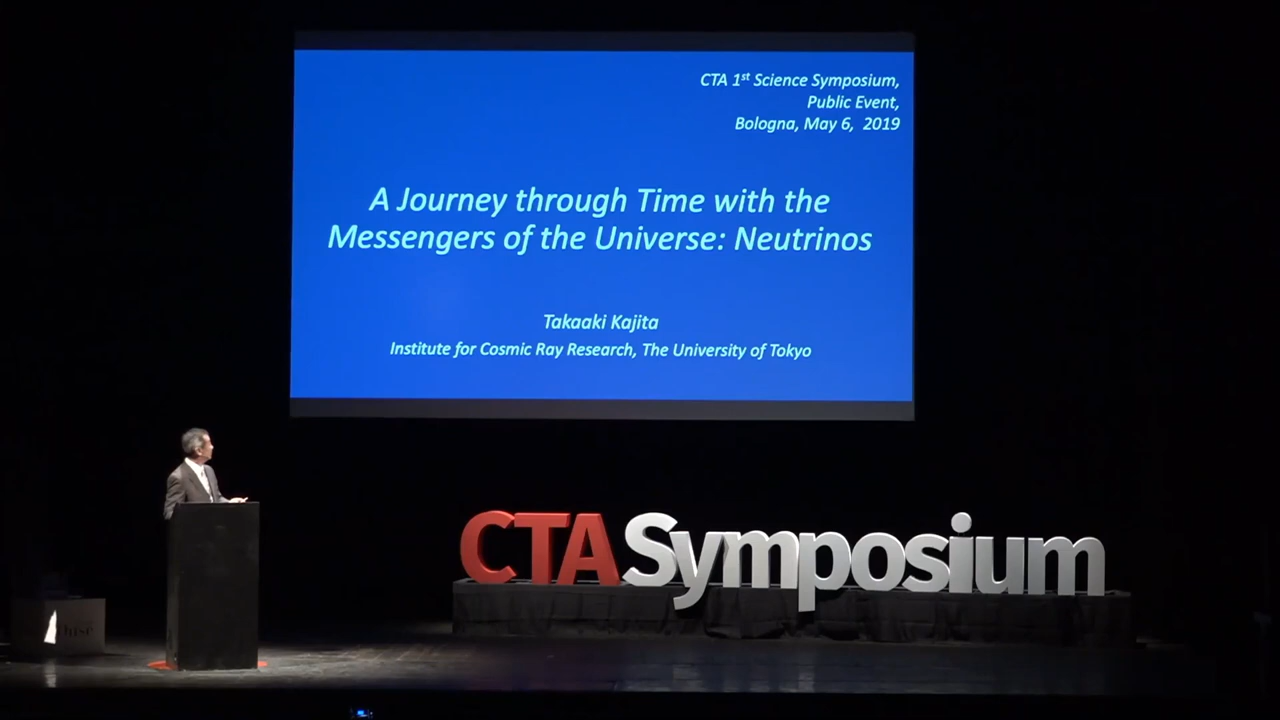 CTA 1st Science Symposium,
Public Event,
Bologna, May 6, 2019
A Journey through Time with the
Messengers of the Universe: Neutrinos
Takaaki Kajita
Institute for Cosmic Ray Research, The University of Tokyo
CTASymposium